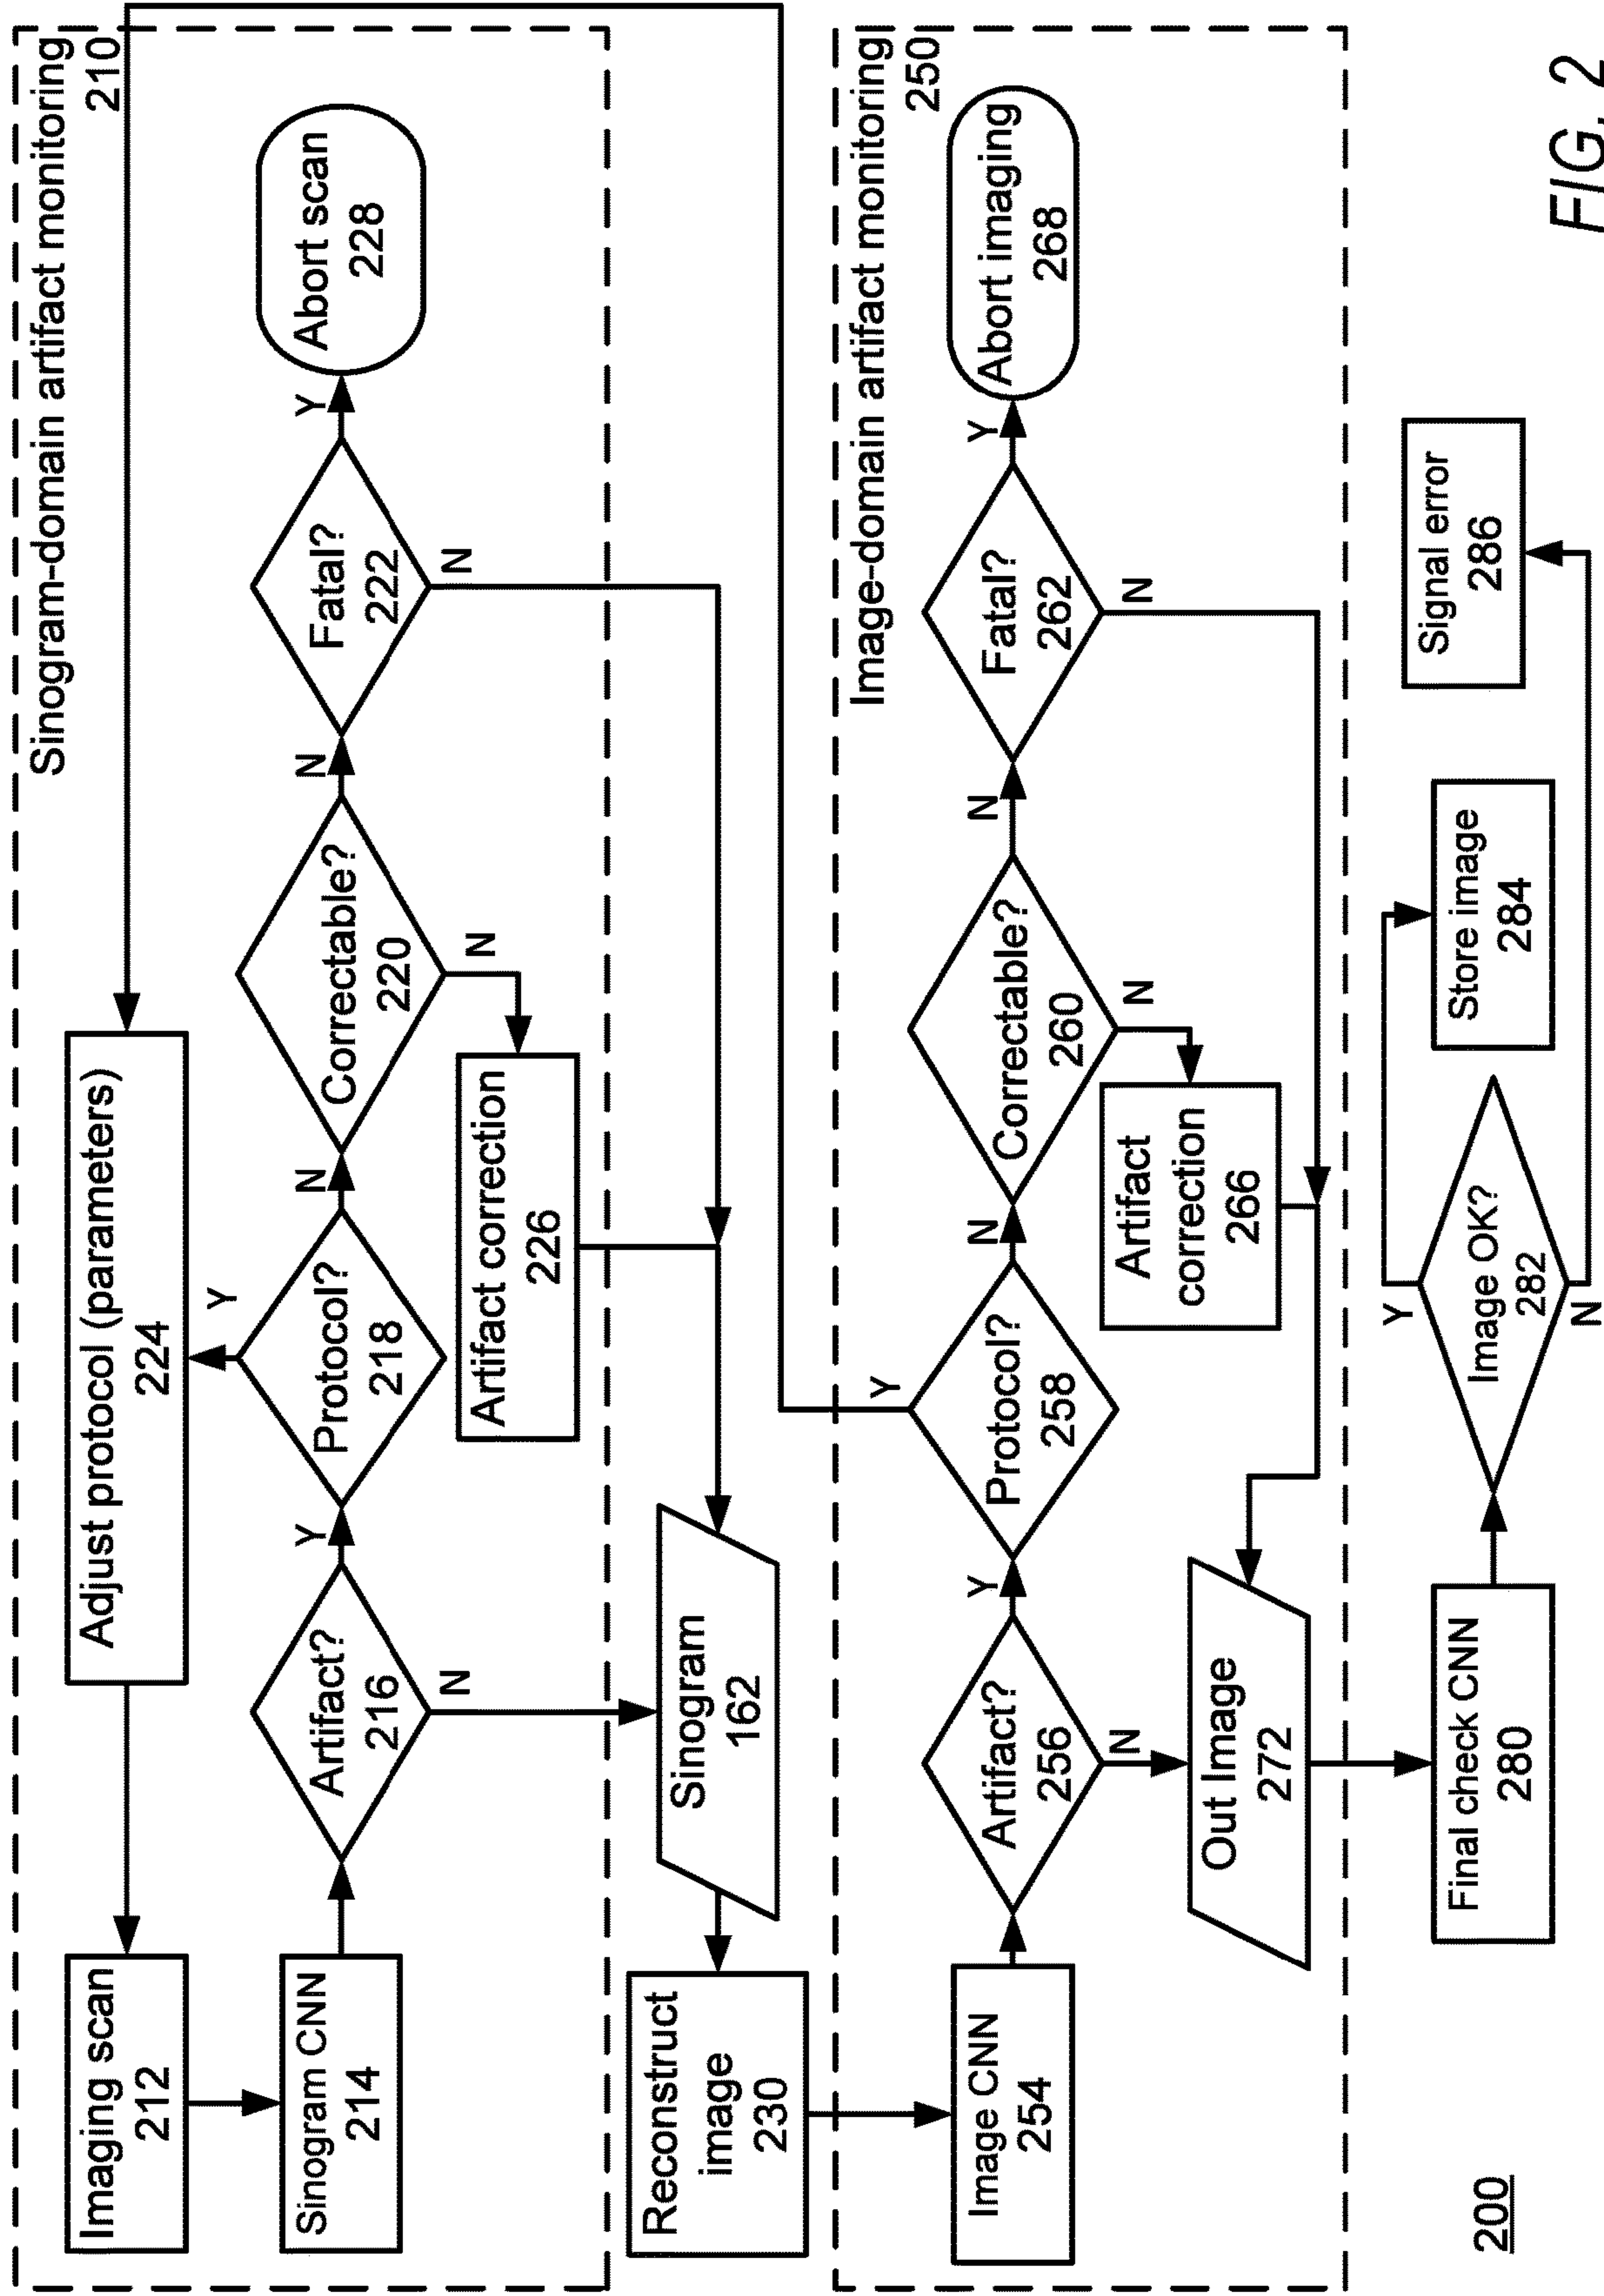 Sinogram-domain artifact monitoring
210
Adjust protocol (parameters)
224
Imaging scan
212
Sinogram CNN
214
Artifact?
216
Y
N
Protocol?
218
Y
N
Correctable?
220
N
N
Fatal?
222
Y
N
Abort scan
228
Artifact correction
226
Sinogram
162
Reconstruct
image
230
Image-domain artifact monitoring
250
Image CNN
254
Artifact?
256
Y
N
Protocol?
258
Y
N
Correctable?
260
N
N
Fatal?
262
Y
N
Abort imaging
268
Artifact
correction
266
Out Image
272
Final check CNN
280
Image OK?
282
Y
N
Store image
284
Signal error
286
200
FIG. 2